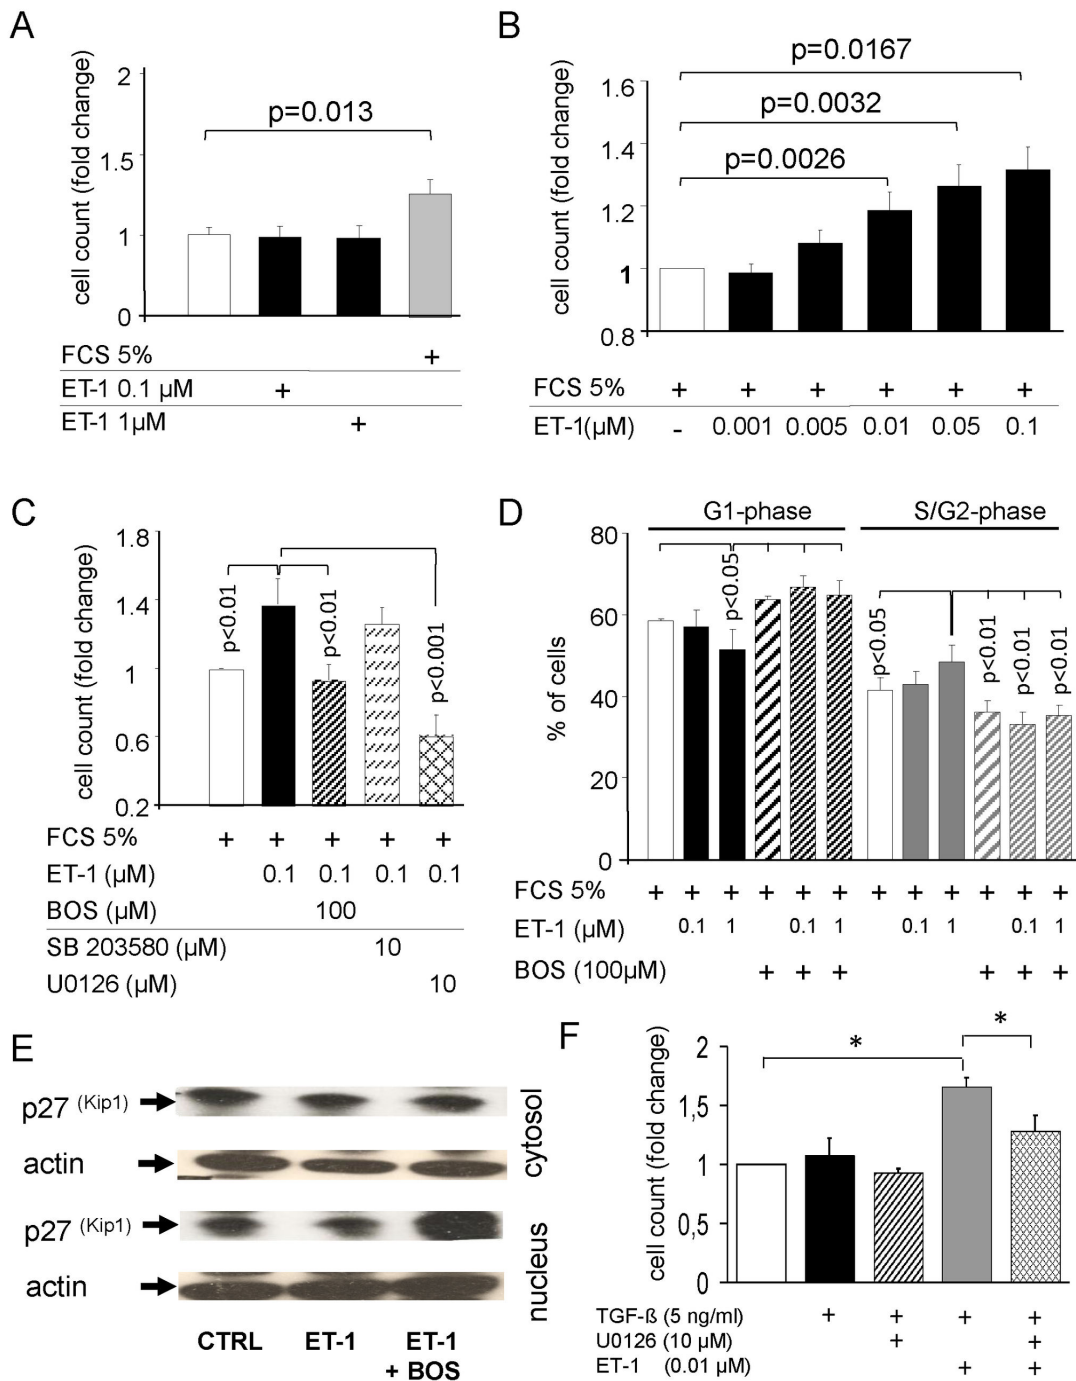 A
cell count (fold change)
2
1.5
1
0
p=0.013
FCS 5% +
ET-1 0.1 µM +
ET-1 1µM +
B
cell count (fold change)
1.6
1.4
1.2
1
0.8
p=0.0167
p=0.0032
p=0.0026
FCS 5% + + + + + +
ET-1(µM) - 0.001 0.005 0.01 0.05 0.1
C
cell count (fold change)
1.8
1.4
1
0.6
0.2
p<0.01
p<0.01
p<0.001
FCS 5% + + + + +
ET-1 (µM) 0.1 0.1 0.1 0.1
BOS (µM) 100
SB 203580 (µM) 10
U0126 (µM) 10
D
G1-phase S/G2-phase
% of cells
80
60
40
20
0
p<0.05
p<0.05
p<0.01
p<0.01
p<0.01
FCS 5% + + + + + + + + + + + +
ET-1 (µM) 0.1 1 0.1 1 0.1 1 0.1 1
BOS (100µM) + + + + + +
E
p27 (Kip1)
actin
cytosol
p27 (Kip1)
actin
nucleus
CTRL ET-1 ET-1
+ BOS
F
cell count (fold change)
2
1,5
1
0,5
0
*
*
TGF-ß (5 ng/ml) + + + +
U0126 (10 µM) + +
ET-1 (0.01 µM) + +